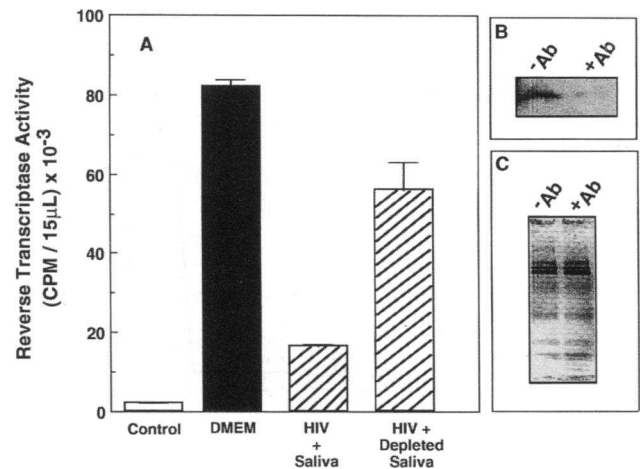 A
Reverse Transcriptase Activity
(CPM / 15µL) x 10-3
100
80
60
40
20
0
Control
DMEM
HIV
+
Saliva
HIV +
Depleted
Saliva
B
-Ab
+Ab
C
-Ab
+Ab